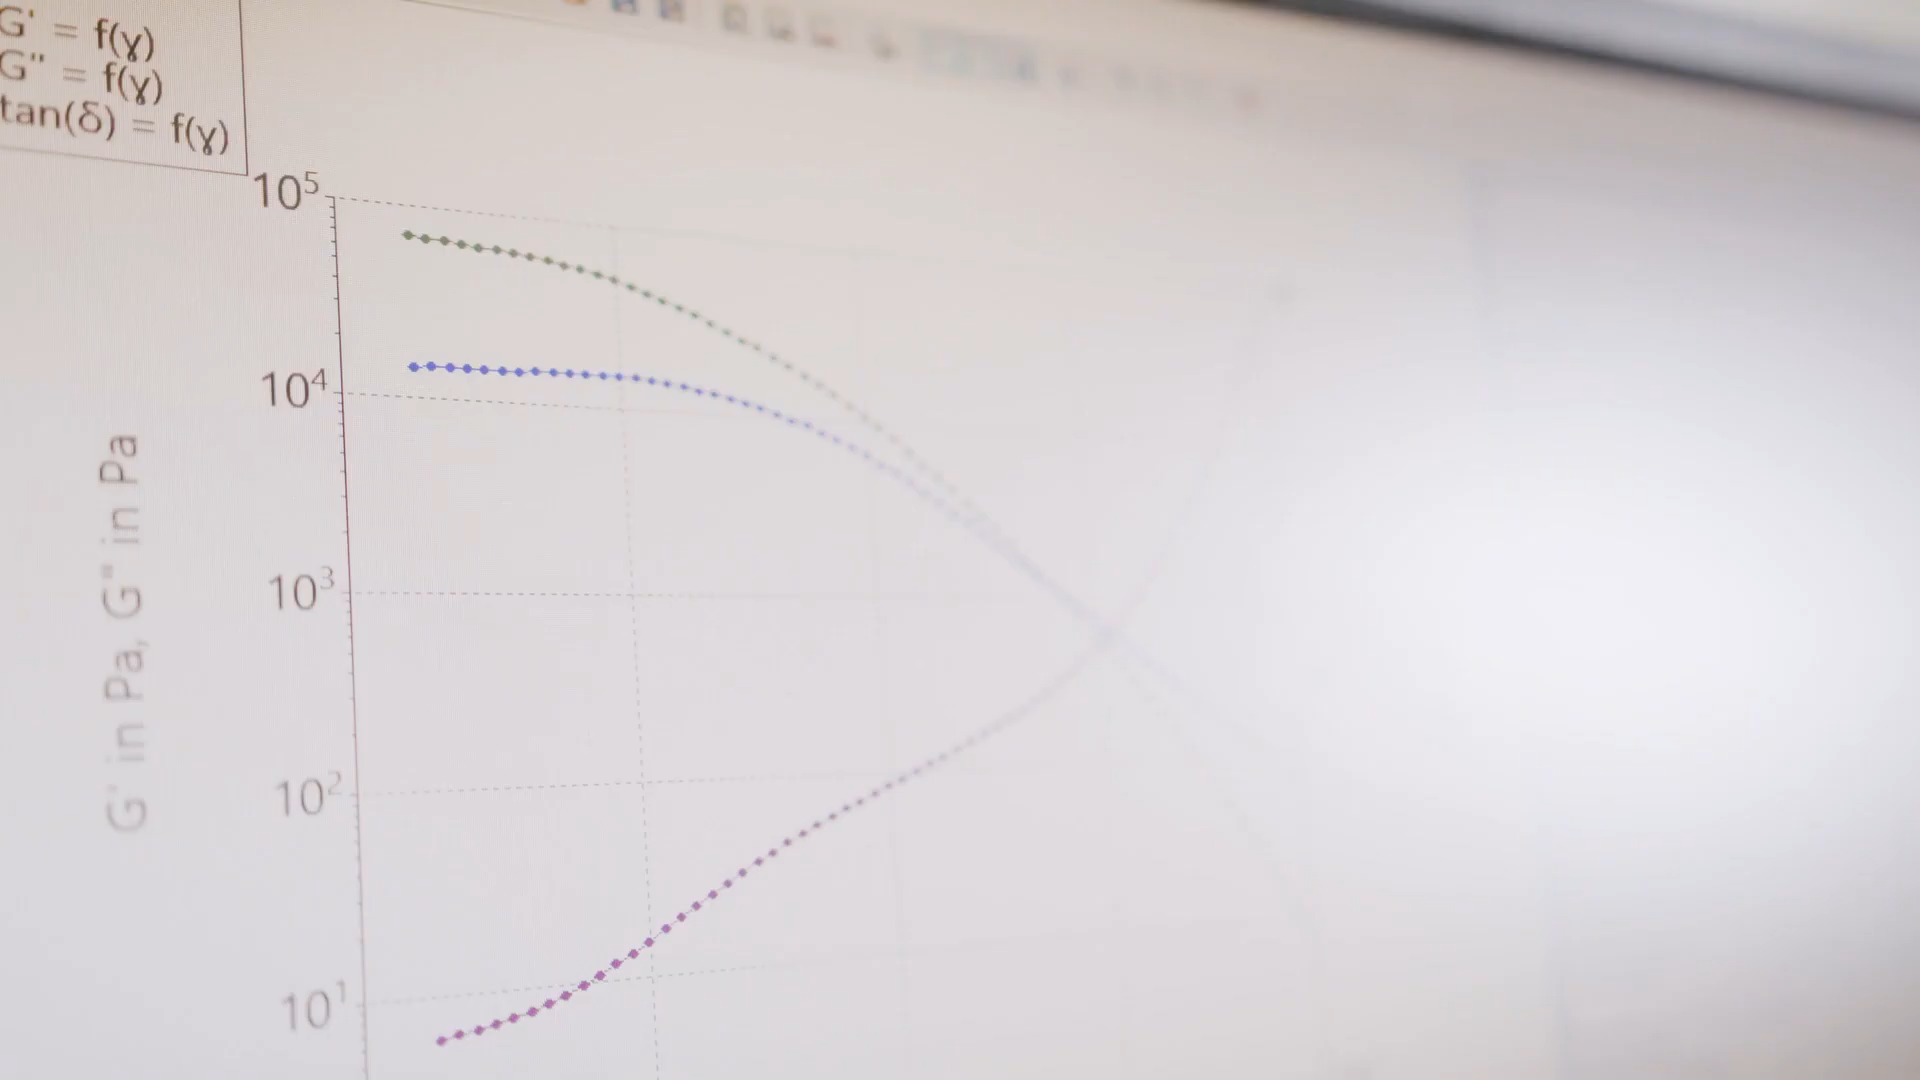 G' = f(γ)
G" = f(γ)
tan(δ) = f(γ)
10⁵
10⁴
10³
10²
10¹
G' in Pa, G" in Pa